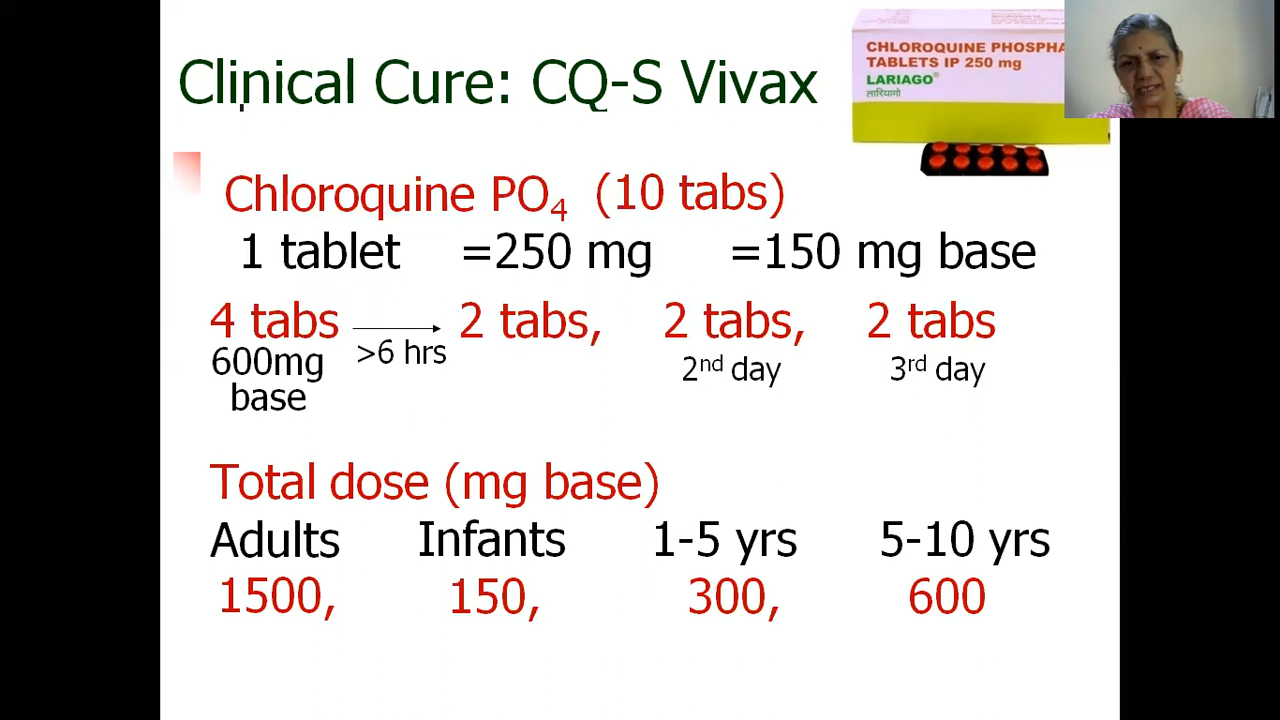 Clinical Cure: CQ-S Vivax
CHLOROQUINE PHOSPHA
TABLETS IP 250 mg
LARIAGO®
लारियागो
Chloroquine PO4 (10 tabs)
1 tablet =250 mg =150 mg base
4 tabs 2 tabs, 2 tabs, 2 tabs
600mg base >6 hrs 2nd day 3rd day
Total dose (mg base)
Adults Infants 1-5 yrs 5-10 yrs
1500, 150, 300, 600